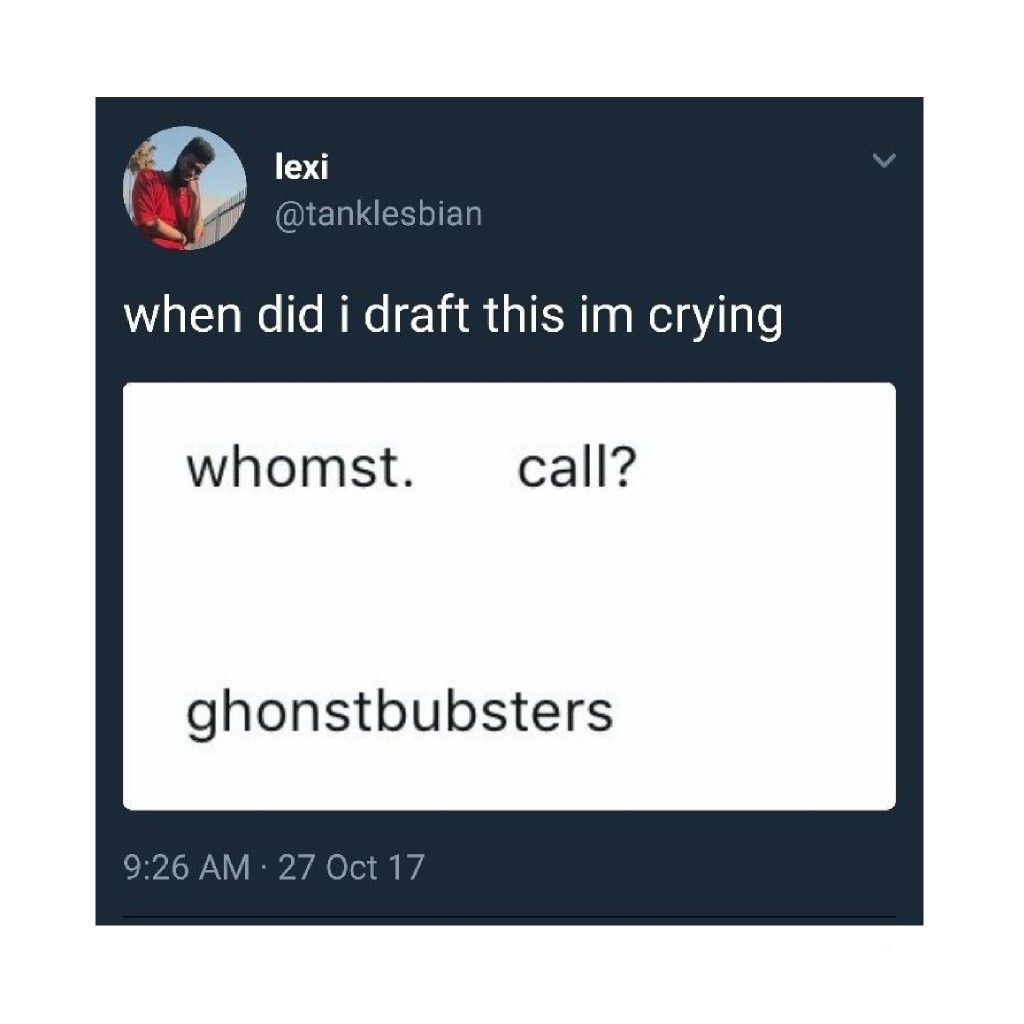 lexi
@tanklesbian
when did i draft this im crying
whomst. call?
ghonstbubsters
9:26 AM · 27 Oct 17